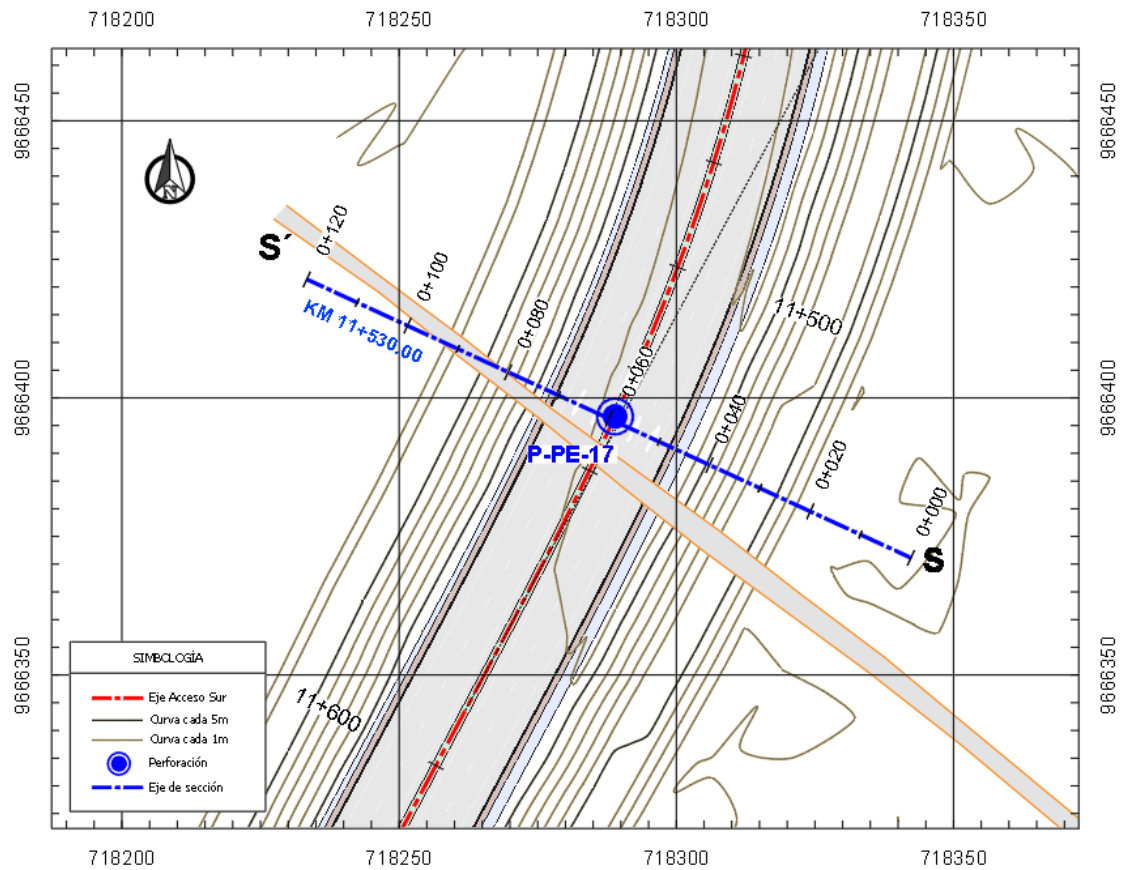 718200 718250 718300 718350
9666450
9666450
N
S´
0+120
0+100
KM 11+530.00
0+080
11+500
9666400
9666400
0+060
P-PE-17
0+040
0+020
0+000
S
9666350
9666350
11+600
SIMBOLOGÍA
Eje Acceso Sur
Curva cada 5m
Curva cada 1m
Perforación
Eje de sección
718200 718250 718300 718350